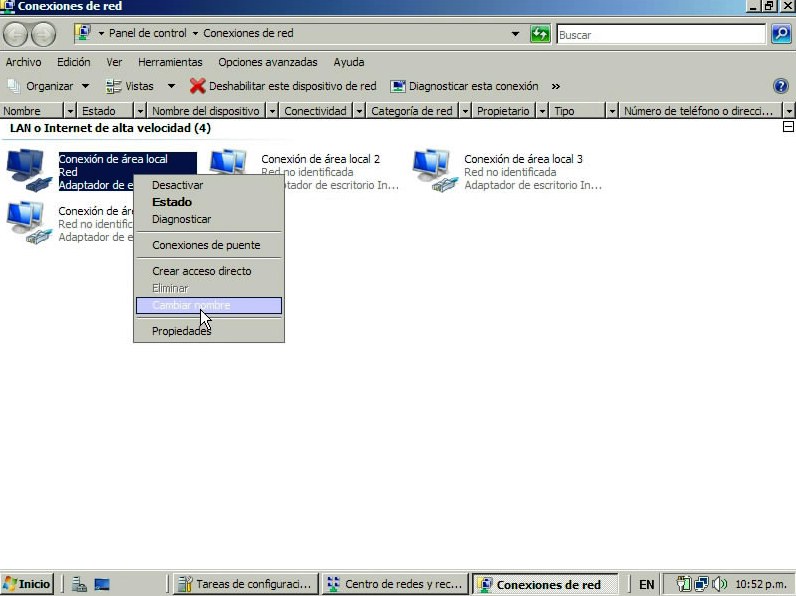 Conexiones de red
Panel de control Conexiones de red
Buscar
Archivo Edición Ver Herramientas Opciones avanzadas Ayuda
Organizar Vistas Deshabilitar este dispositivo de red Diagnosticar esta conexión »
Nombre Estado Nombre del dispositivo Conectividad Categoría de red Propietario Tipo Número de teléfono o direcci...
LAN o Internet de alta velocidad (4)
Conexión de área local
Red
Adaptador de e
Conexión de área local 2
Red no identificada
tador de escritorio In...
Conexión de área local 3
Red no identificada
Adaptador de escritorio In...
Conexión de áre
Red no identific
Adaptador de e
Desactivar
Estado
Diagnosticar
Conexiones de puente
Crear acceso directo
Eliminar
Cambiar nombre
Propiedades
Inicio
Tareas de configuraci...
Centro de redes y rec...
Conexiones de red
EN
10:52 p.m.